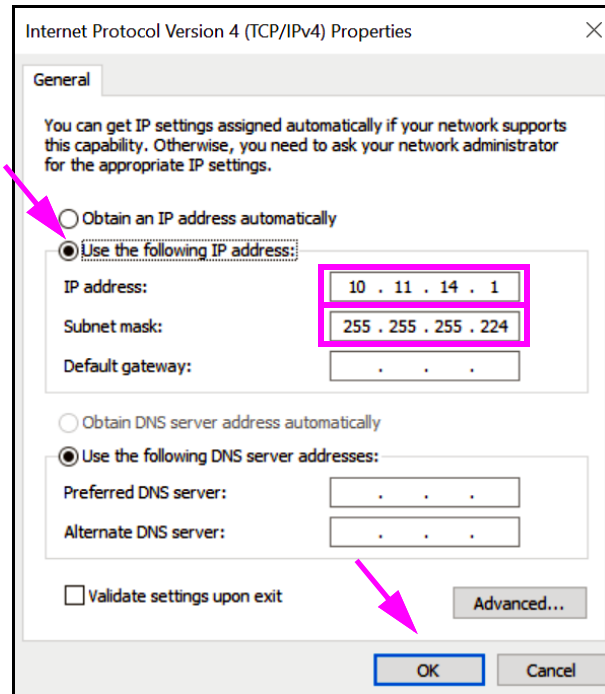 Internet Protocol Version 4 (TCP/IPv4) Properties
General
You can get IP settings assigned automatically if your network supports
this capability. Otherwise, you need to ask your network administrator
for the appropriate IP settings.
Obtain an IP address automatically
Use the following IP address:
IP address: 10 . 11 . 14 . 1
Subnet mask: 255 . 255 . 255 . 224
Default gateway: . . .
Obtain DNS server address automatically
Use the following DNS server addresses:
Preferred DNS server: . . .
Alternate DNS server: . . .
Validate settings upon exit
Advanced...
OK Cancel